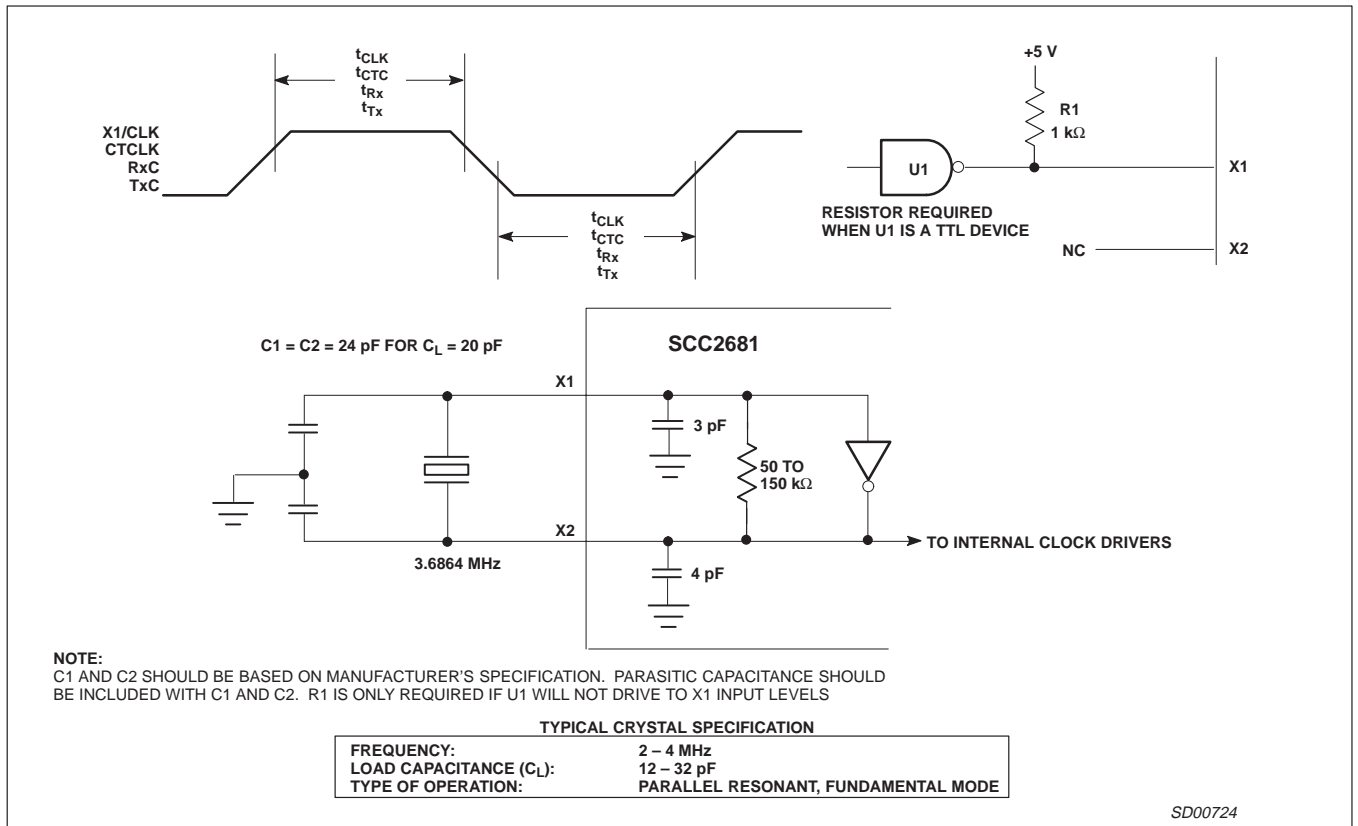 tCLK
tCTC
tRx
tTx
X1/CLK
CTCLK
RxC
TxC
tCLK
tCTC
tRx
tTx
+5 V
R1
1 kΩ
U1
X1
RESISTOR REQUIRED
WHEN U1 IS A TTL DEVICE
NC
X2
C1 = C2 = 24 pF FOR CL = 20 pF
SCC2681
X1
3 pF
50 TO
150 kΩ
X2
TO INTERNAL CLOCK DRIVERS
3.6864 MHz
4 pF
NOTE:
C1 AND C2 SHOULD BE BASED ON MANUFACTURER'S SPECIFICATION. PARASITIC CAPACITANCE SHOULD
BE INCLUDED WITH C1 AND C2. R1 IS ONLY REQUIRED IF U1 WILL NOT DRIVE TO X1 INPUT LEVELS
TYPICAL CRYSTAL SPECIFICATION
FREQUENCY: 2 – 4 MHz
LOAD CAPACITANCE (CL): 12 – 32 pF
TYPE OF OPERATION: PARALLEL RESONANT, FUNDAMENTAL MODE
SD00724